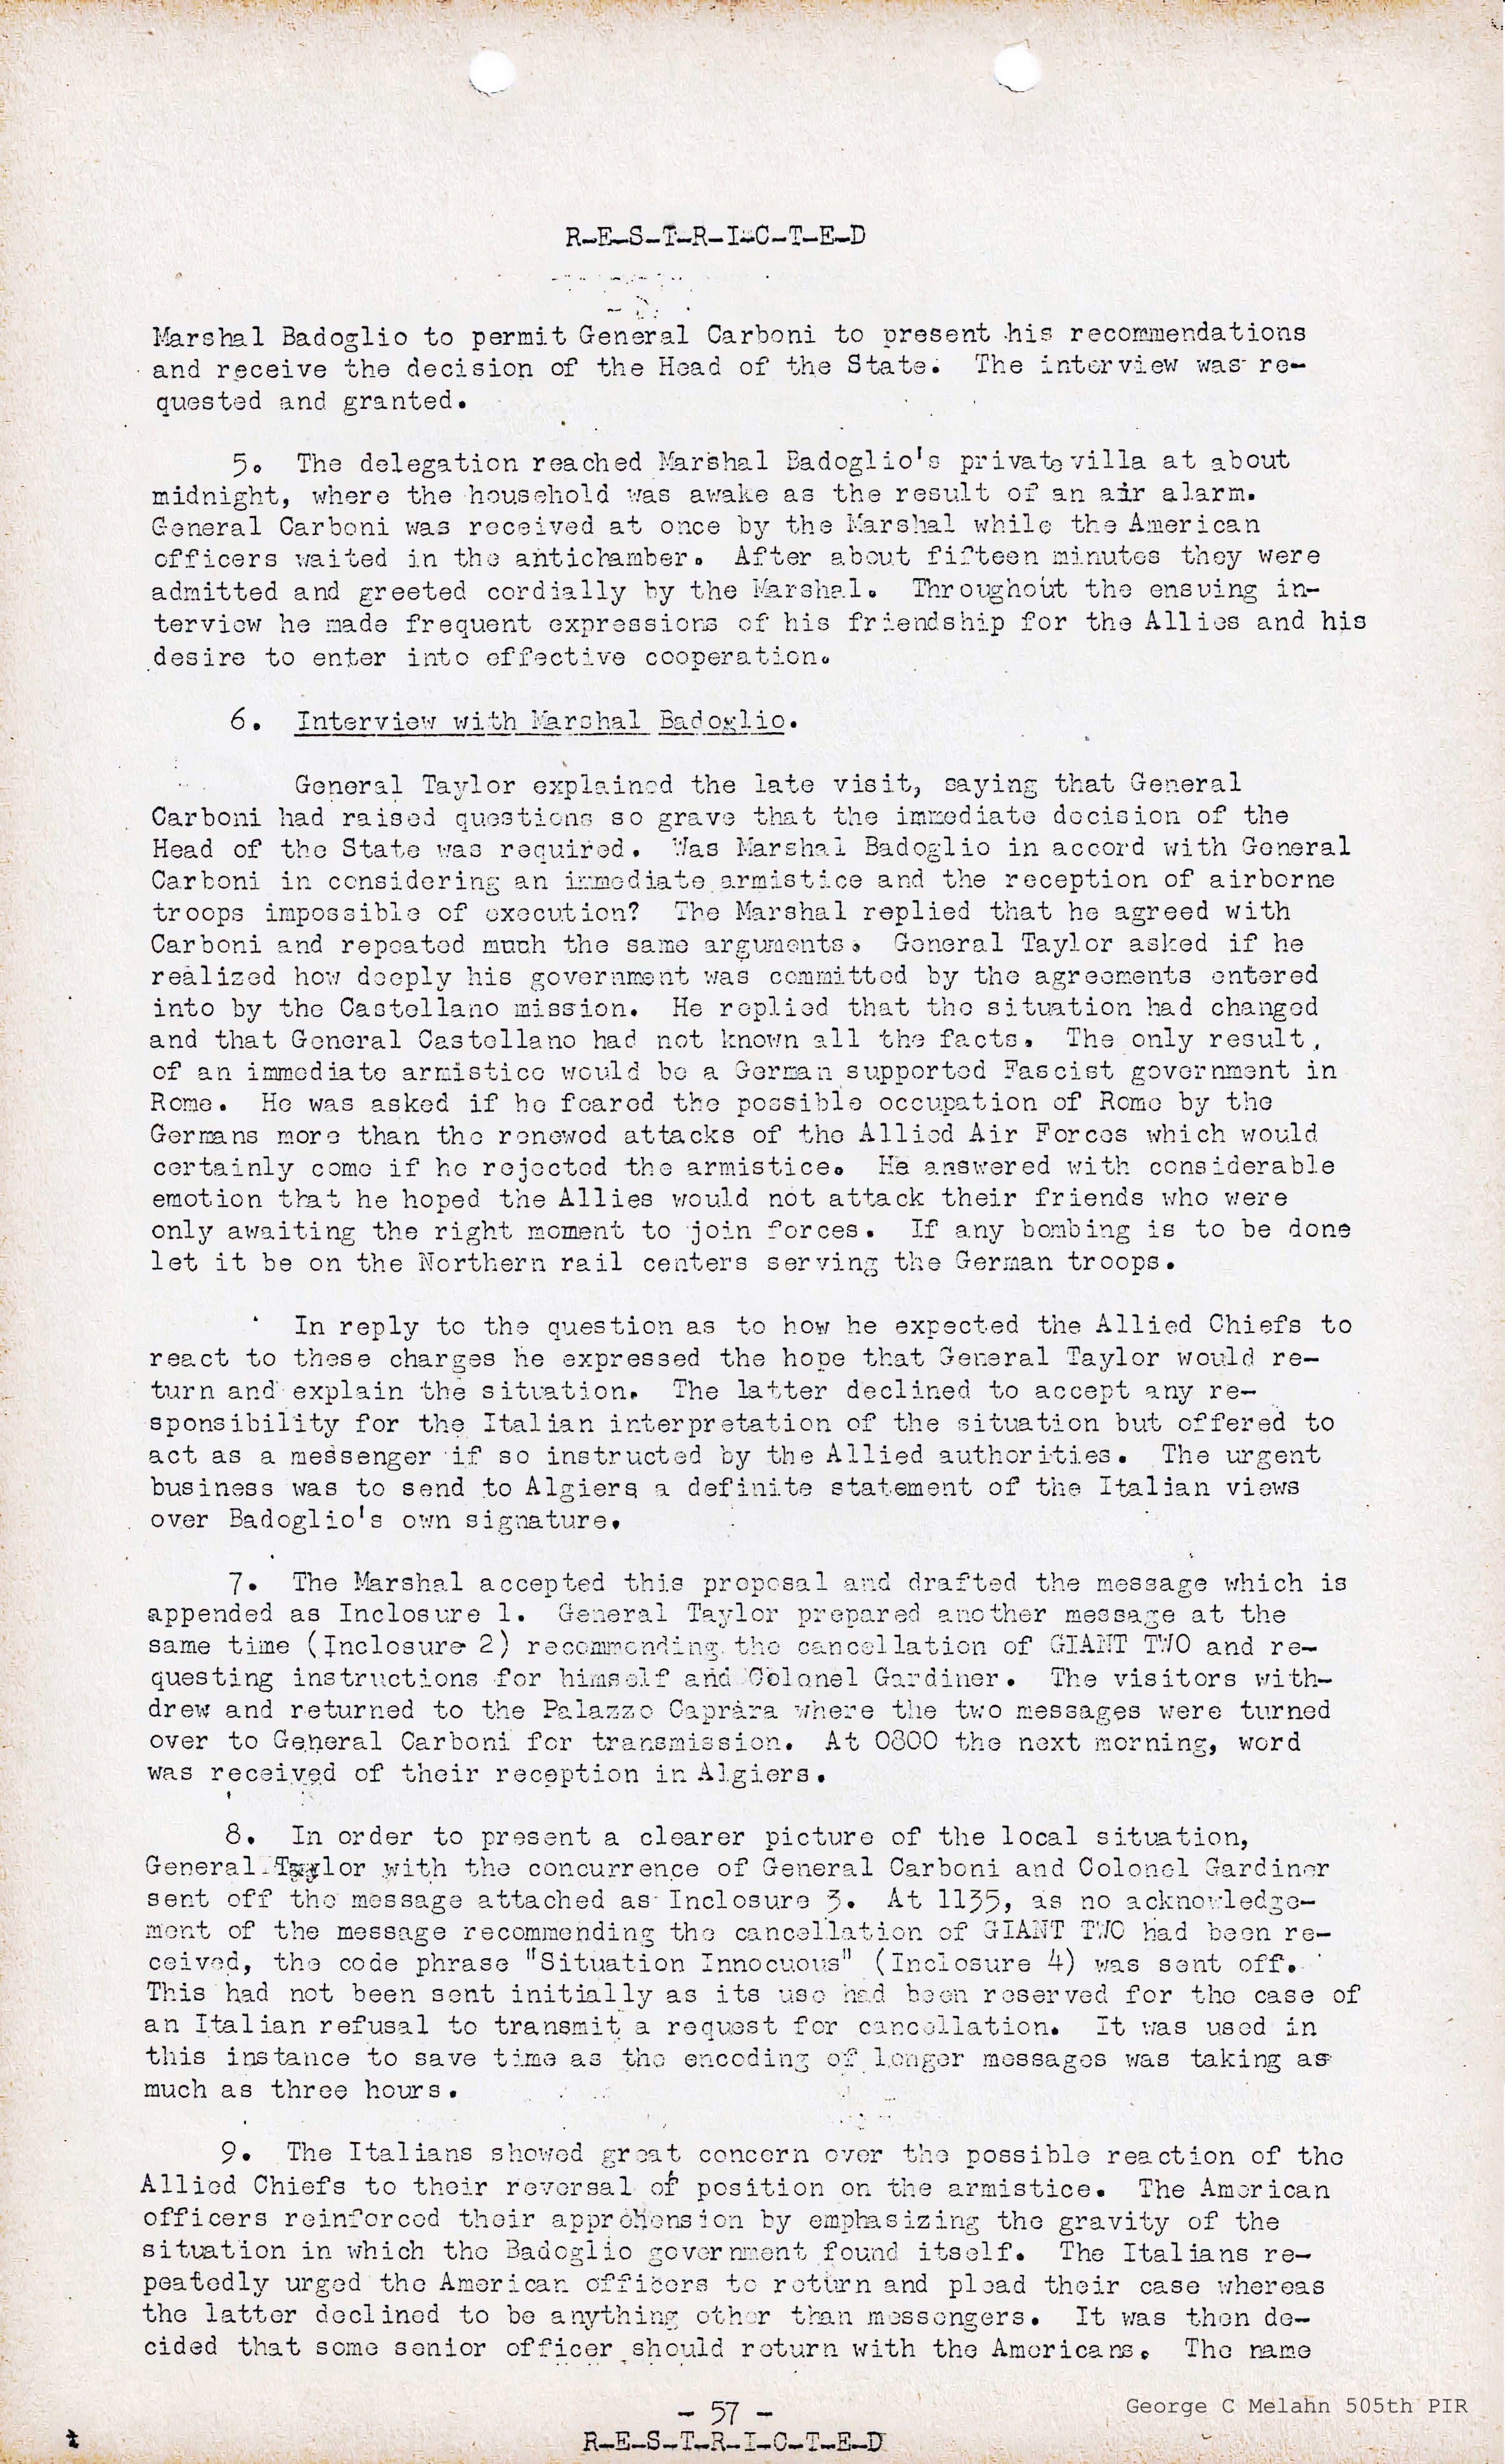 R-E-S-T-R-I-C-T-E-D
Marshal Badoglio to permit General Carboni to present his recommendations
and receive the decision of the Head of the State. The interview was re-
quested and granted.
5. The delegation reached Marshal Badoglio's private villa at about
midnight, where the household was awake as the result of an air alarm.
General Carboni was received at once by the Marshal while the American
officers waited in the antichamber. After about fifteen minutes they were
admitted and greeted cordially by the Marshal. Throughout the ensuing in-
terview he made frequent expressions of his friendship for the Allies and his
desire to enter into effective cooperation.
6. Interview with Marshal Badoglio.
General Taylor explained the late visit, saying that General
Carboni had raised questions so grave that the immediate decision of the
Head of the State was required. Was Marshal Badoglio in accord with General
Carboni in considering an immediate armistice and the reception of airborne
troops impossible of execution? The Marshal replied that he agreed with
Carboni and repeated much the same arguments. General Taylor asked if he
realized how deeply his government was committed by the agreements entered
into by the Castellano mission. He replied that the situation had changed
and that General Castellano had not known all the facts. The only result
of an immediate armistice would be a German supported Fascist government in
Rome. He was asked if he feared the possible occupation of Rome by the
Germans more than the renewed attacks of the Allied Air Forces which would
certainly come if he rejected the armistice. He answered with considerable
emotion that he hoped the Allies would not attack their friends who were
only awaiting the right moment to join forces. If any bombing is to be done
let it be on the Northern rail centers serving the German troops.
In reply to the question as to how he expected the Allied Chiefs to
react to these charges he expressed the hope that General Taylor would re-
turn and explain the situation. The latter declined to accept any re-
sponsibility for the Italian interpretation of the situation but offered to
act as a messenger if so instructed by the Allied authorities. The urgent
business was to send to Algiers a definite statement of the Italian views
over Badoglio's own signature.
7. The Marshal accepted this proposal and drafted the message which is
appended as Inclosure 1. General Taylor prepared another message at the
same time (Inclosure 2) recommending the cancellation of GIANT TWO and re-
questing instructions for himself and Colonel Gardiner. The visitors with-
drew and returned to the Palazzo Caprara where the two messages were turned
over to General Carboni for transmission. At 0800 the next morning, word
was received of their reception in Algiers.
8. In order to present a clearer picture of the local situation,
General Taylor with the concurrence of General Carboni and Colonel Gardiner
sent off the message attached as Inclosure 3. At 1135, as no acknowledge-
ment of the message recommending the cancellation of GIANT TWO had been re-
ceived, the code phrase "Situation Innocuous" (Inclosure 4) was sent off.
This had not been sent initially as its use had been reserved for the case of
an Italian refusal to transmit a request for cancellation. It was used in
this instance to save time as the encoding of longer messages was taking as
much as three hours.
9. The Italians showed great concern over the possible reaction of the
Allied Chiefs to their reversal of position on the armistice. The American
officers reinforced their apprehension by emphasizing the gravity of the
situation in which the Badoglio government found itself. The Italians re-
peatedly urged the American officers to return and plead their case whereas
the latter declined to be anything other than messengers. It was then de-
cided that some senior officer should return with the Americans. The name
- 57 -
George C Melahn 505th PIR
R-E-S-T-R-I-C-T-E-D